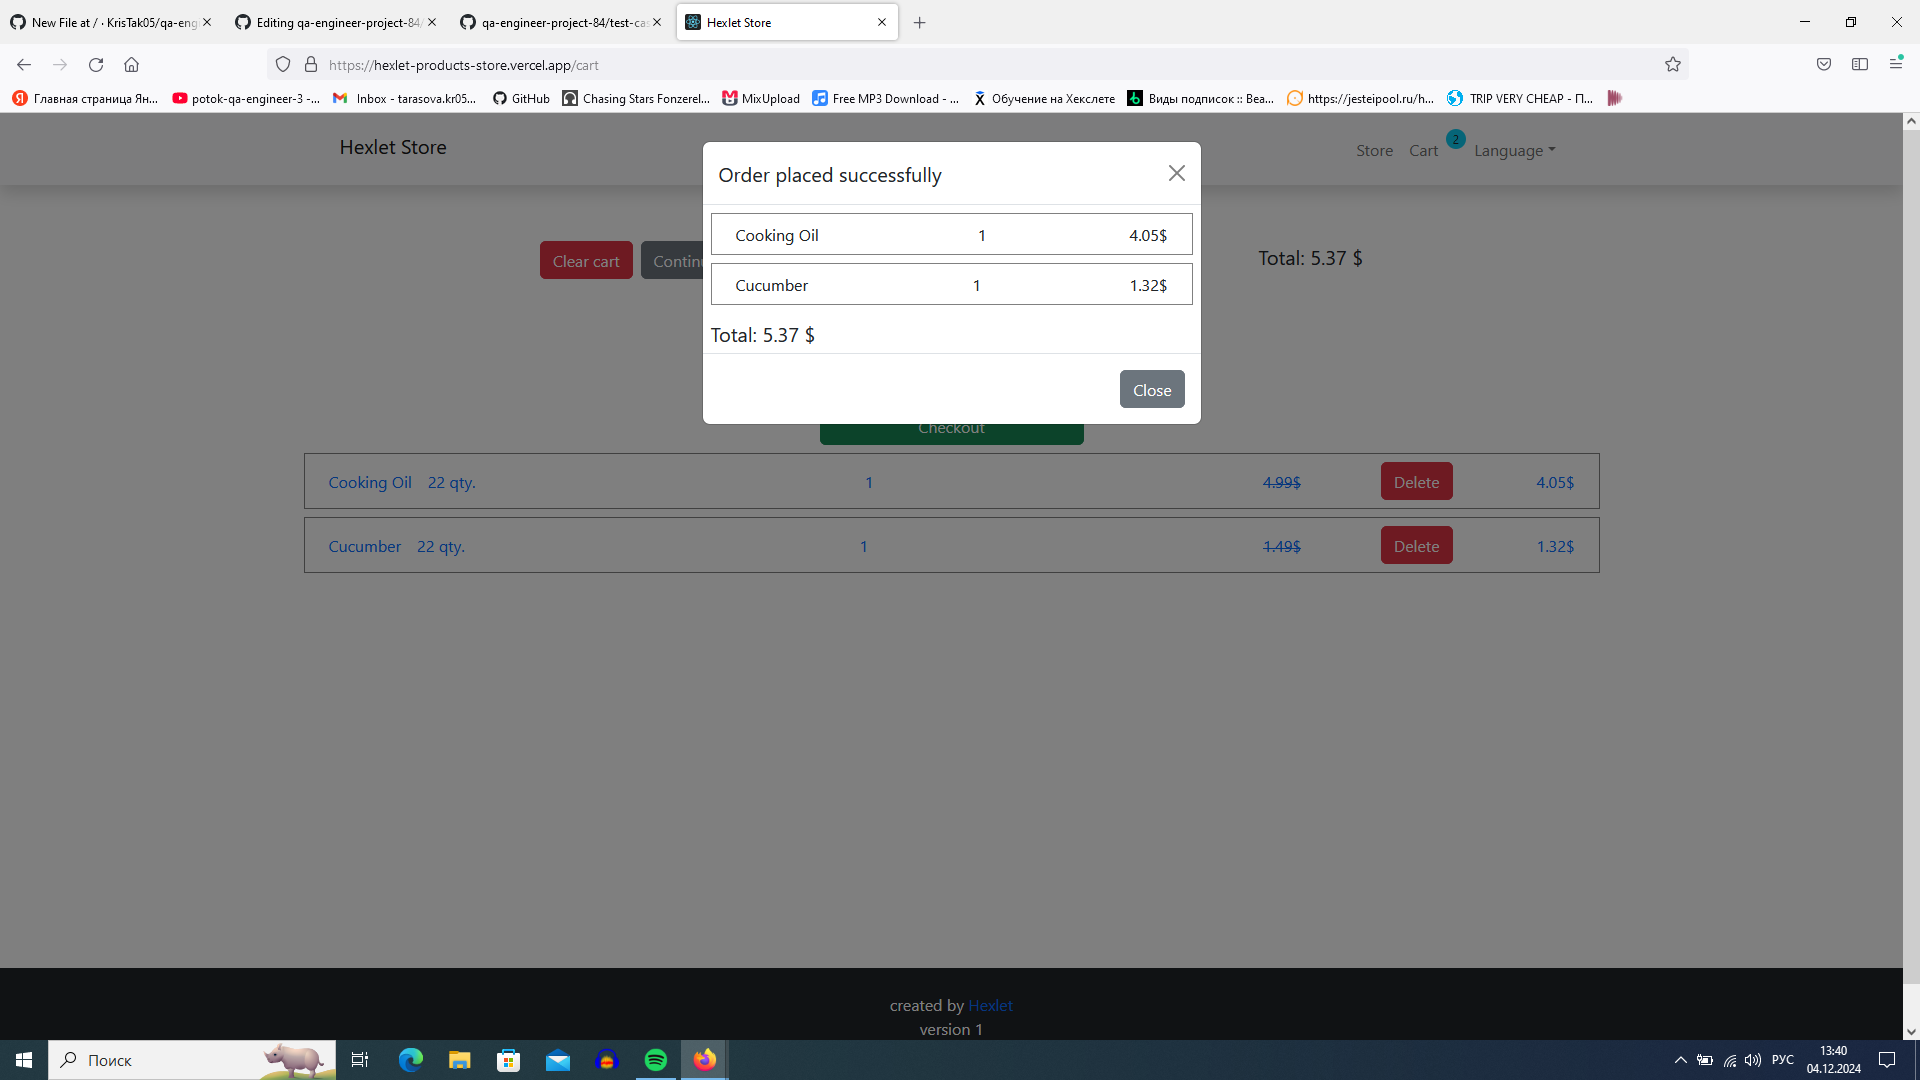 New File at / · KrisTak05/qa-eng
Editing qa-engineer-project-84/
qa-engineer-project-84/test-cas
Hexlet Store
https://hexlet-products-store.vercel.app/cart
Главная страница Ян...
potok-qa-engineer-3 -...
Inbox - tarasova.kr05...
GitHub
Chasing Stars Fonzerel...
MixUpload
Free MP3 Download - ...
Обучение на Хекслете
Виды подписок :: Bea...
https://jesteipool.ru/h...
TRIP VERY CHEAP - П...
Hexlet Store
Store Cart 2 Language
Order placed successfully
Cooking Oil 1 4.05$
Cucumber 1 1.32$
Total: 5.37 $
Close
Clear cart
Contin
Total: 5.37 $
Checkout
Cooking Oil 22 qty. 1 4.99$ Delete 4.05$
Cucumber 22 qty. 1 1.49$ Delete 1.32$
created by Hexlet
version 1
Поиск
РУС
13:40
04.12.2024